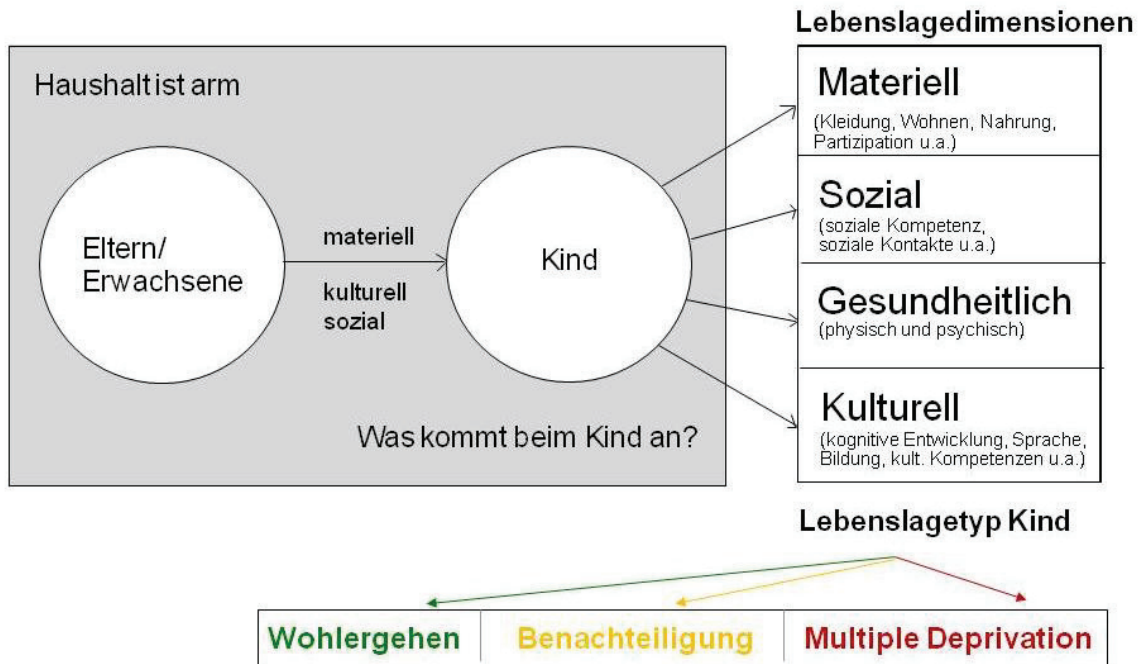 Lebenslagedimensionen
Haushalt ist arm
Eltern/
Erwachsene
materiell
kulturell
sozial
Kind
Was kommt beim Kind an?
Materiell
(Kleidung, Wohnen, Nahrung,
Partizipation u.a.)
Sozial
(soziale Kompetenz,
soziale Kontakte u.a.)
Gesundheitlich
(physisch und psychisch)
Kulturell
(kognitive Entwicklung, Sprache,
Bildung, kult. Kompetenzen u.a.)
Lebenslagetyp Kind
Wohlergehen
Benachteiligung
Multiple Deprivation